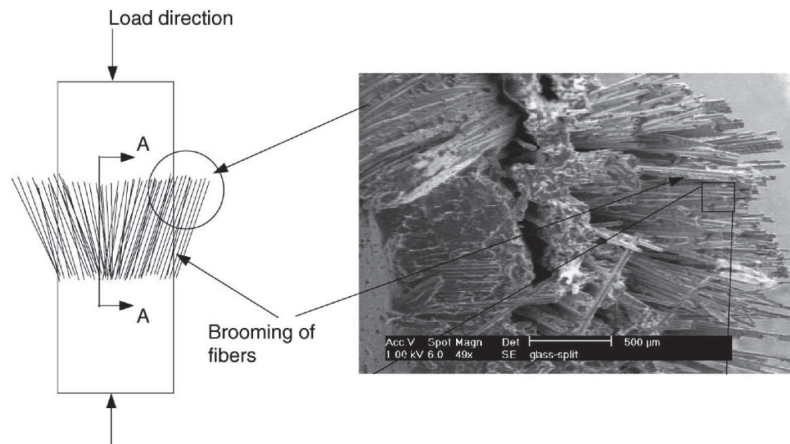 Load direction
A
A
Brooming of
fibers
Acc.V Spot Magn Det 500 μm
1.00 kV 6.0 49x SE glass-split